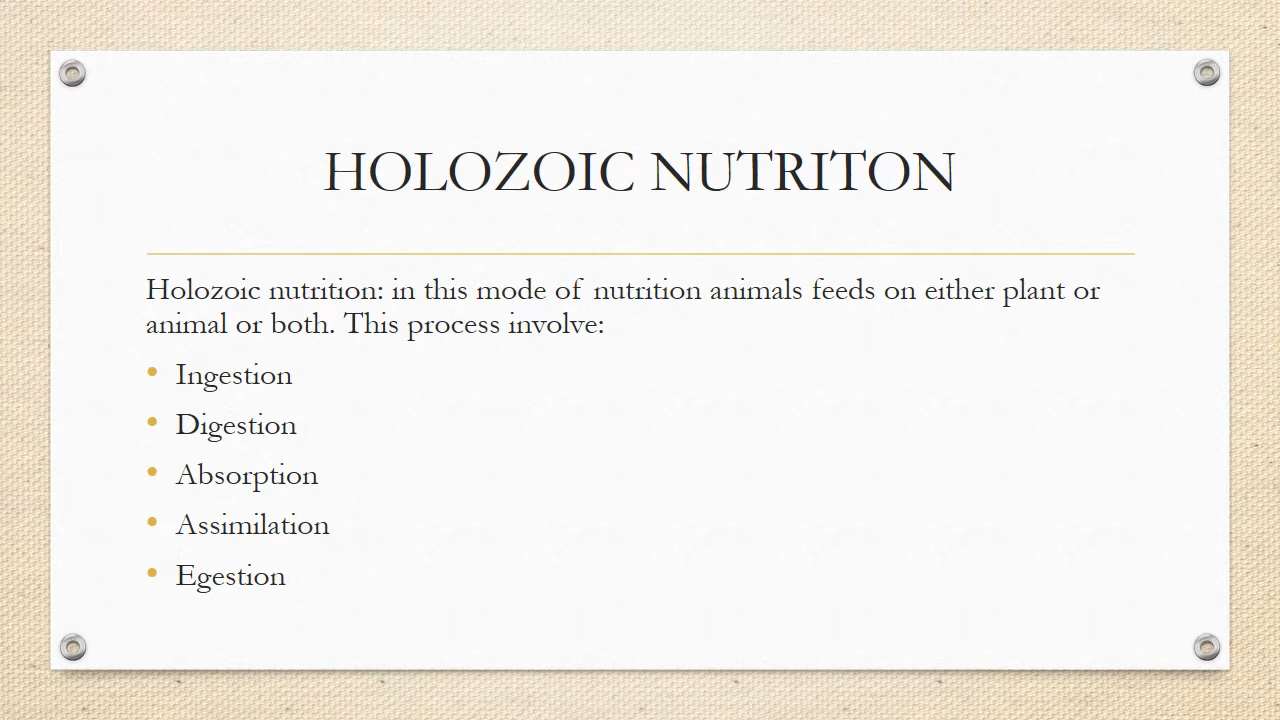 HOLOZOIC NUTRITON
Holozoic nutrition: in this mode of nutrition animals feeds on either plant or
animal or both. This process involve:
• Ingestion
• Digestion
• Absorption
• Assimilation
• Egestion